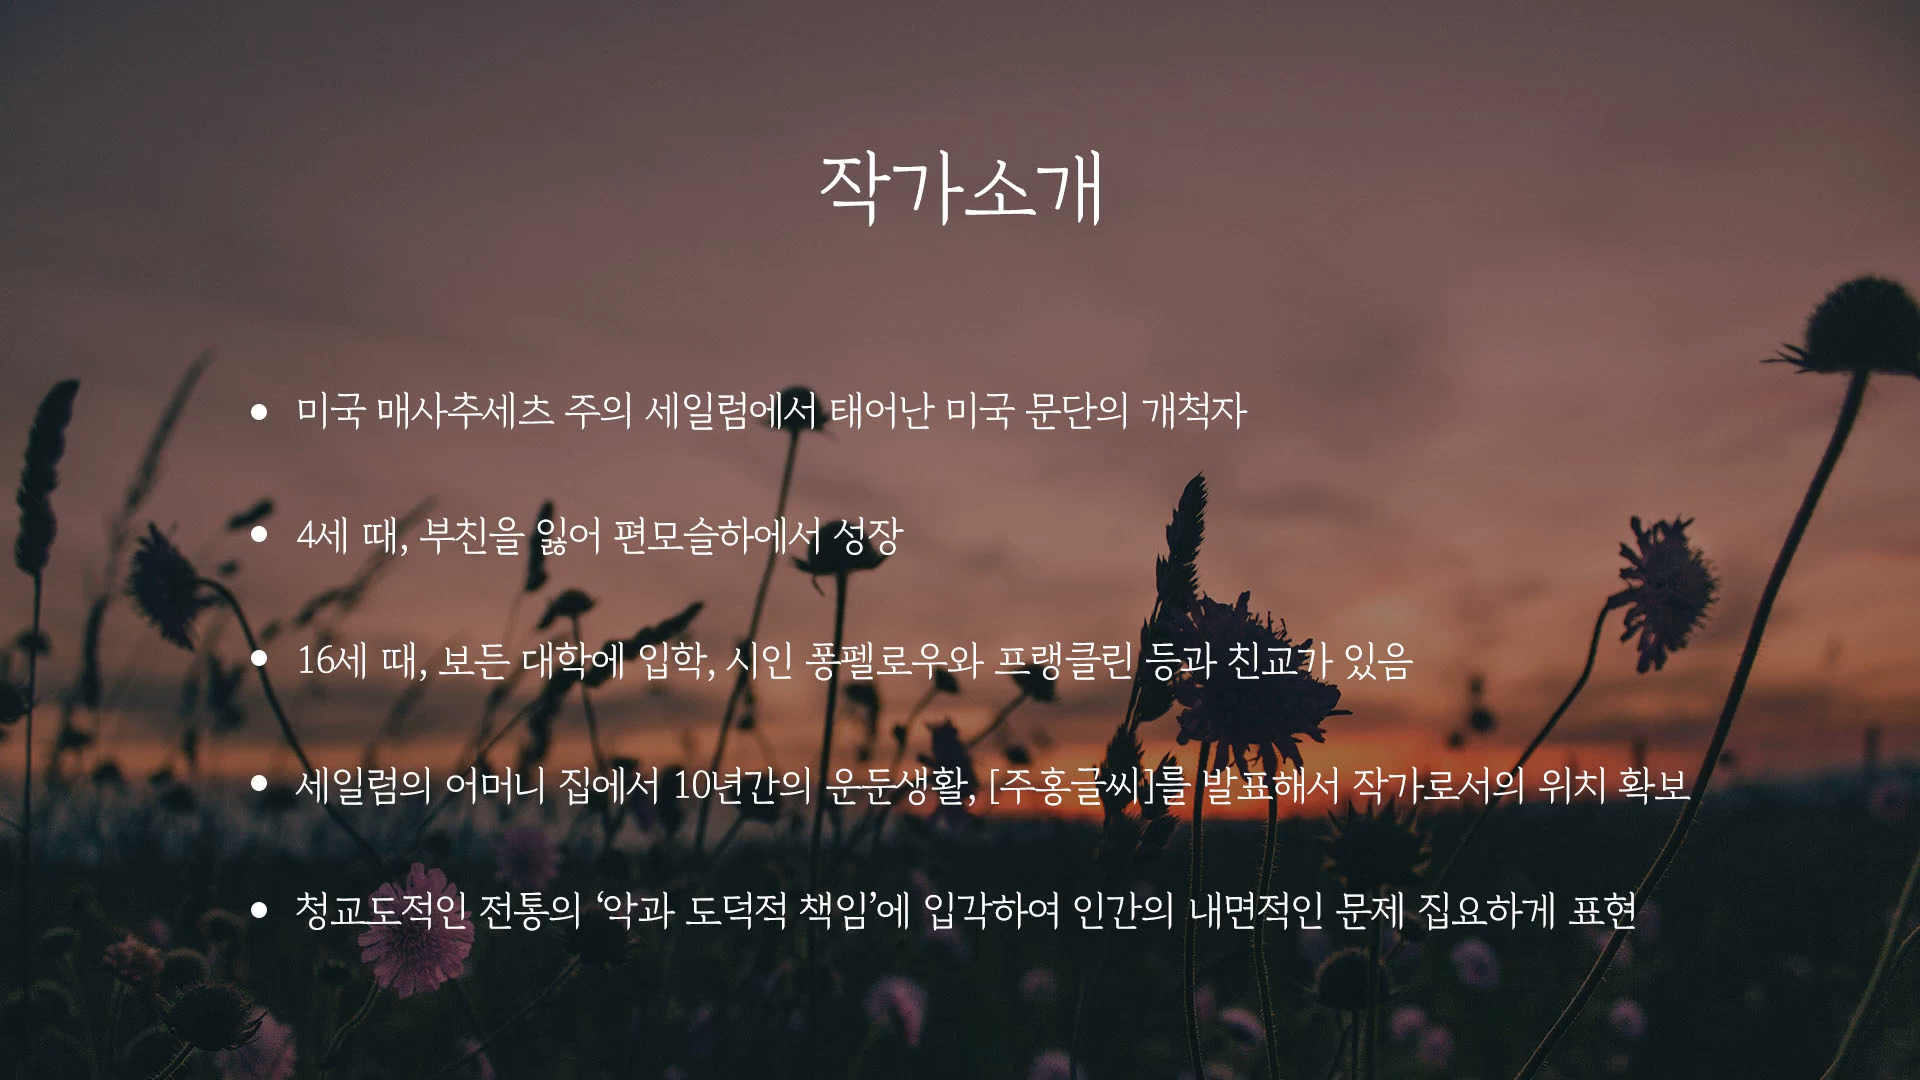 작가소개
• 미국 매사추세츠 주의 세일럼에서 태어난 미국 문단의 개척자
• 4세 때, 부친을 잃어 편모슬하에서 성장
• 16세 때, 보든 대학에 입학, 시인 퐁펠로우와 프랭클린 등과 친교가 있음
• 세일럼의 어머니 집에서 10년간의 운둔생활, [주홍글씨]를 발표해서 작가로서의 위치 확보
• 청교도적인 전통의 ‘악과 도덕적 책임’에 입각하여 인간의 내면적인 문제 집요하게 표현